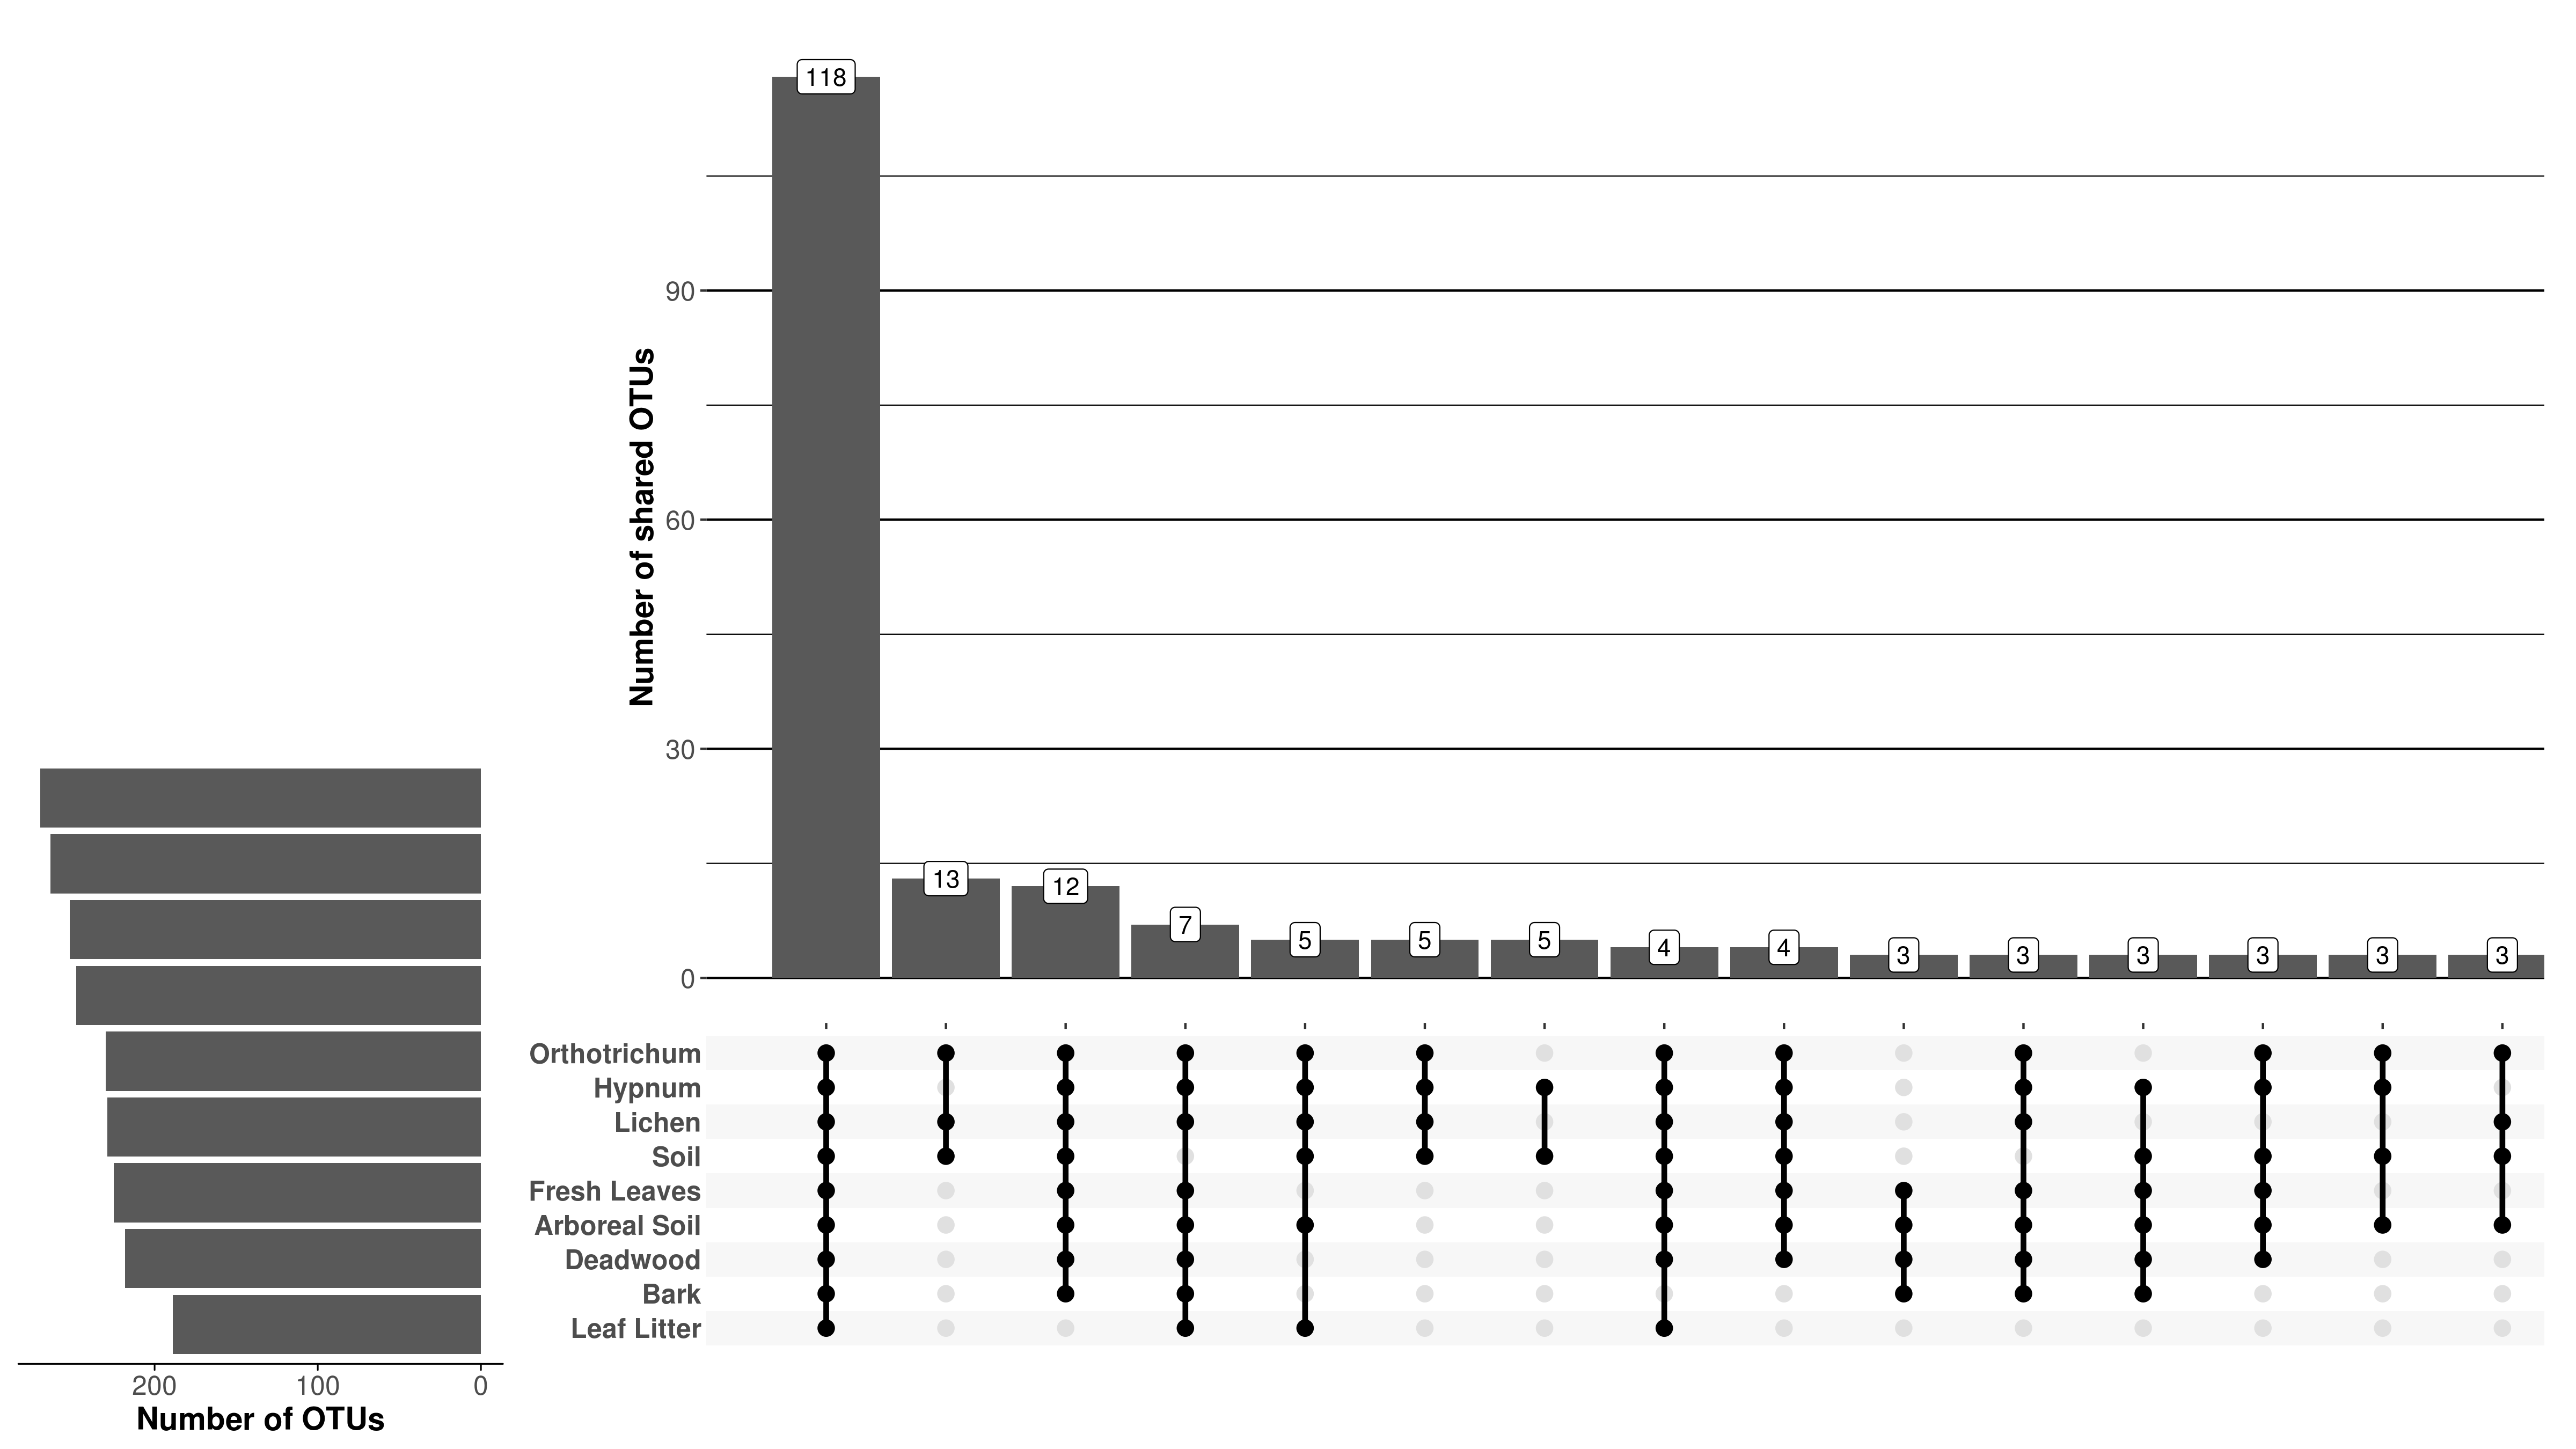 118
90
60
30
0
Number of shared OTUs
13
12
7
5
5
5
4
4
3
3
3
3
3
3
Orthotrichum
Hypnum
Lichen
Soil
Fresh Leaves
Arboreal Soil
Deadwood
Bark
Leaf Litter
200 100 0
Number of OTUs